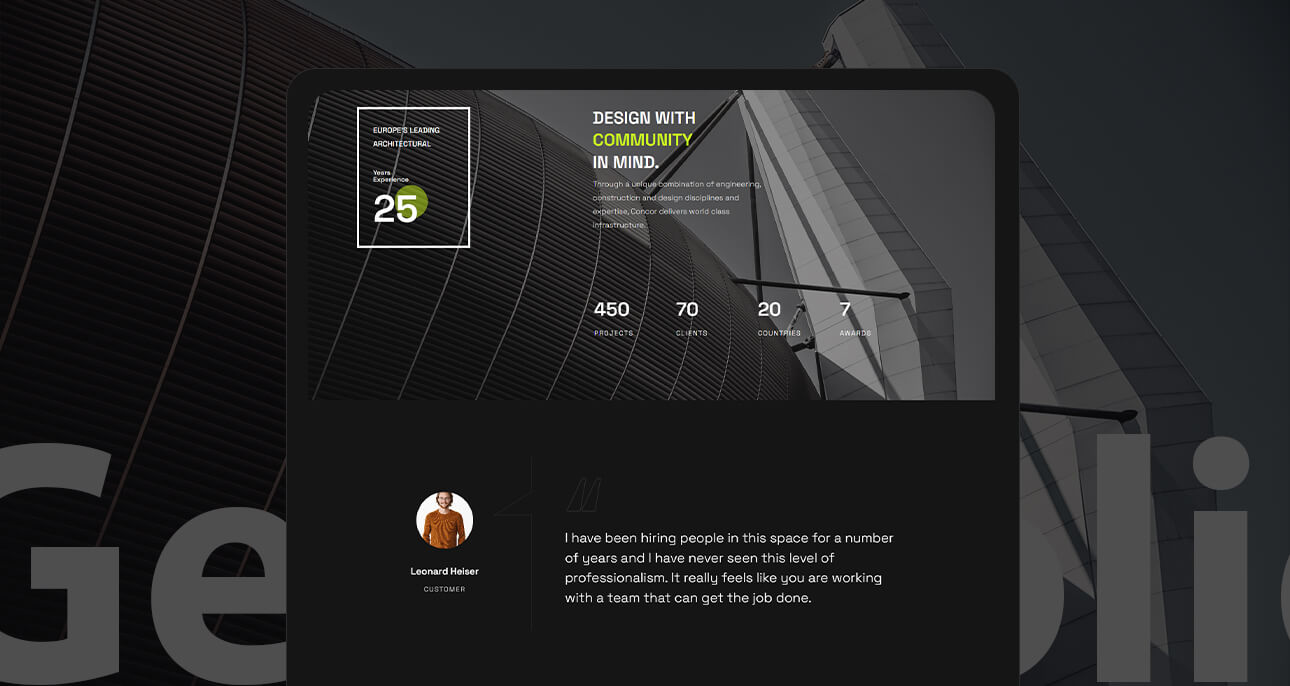 EUROPE'S LEADING
ARCHITECTURAL
Years
Experience
25
DESIGN WITH
COMMUNITY
IN MIND.
Through a unique combination of engineering,
construction and design disciplines and
expertise, Concor delivers world class
infrastructure.
450
PROJECTS
70
CLIENTS
20
COUNTRIES
7
AWARDS
Leonard Heiser
CUSTOMER
"
I have been hiring people in this space for a number
of years and I have never seen this level of
professionalism. It really feels like you are working
with a team that can get the job done.